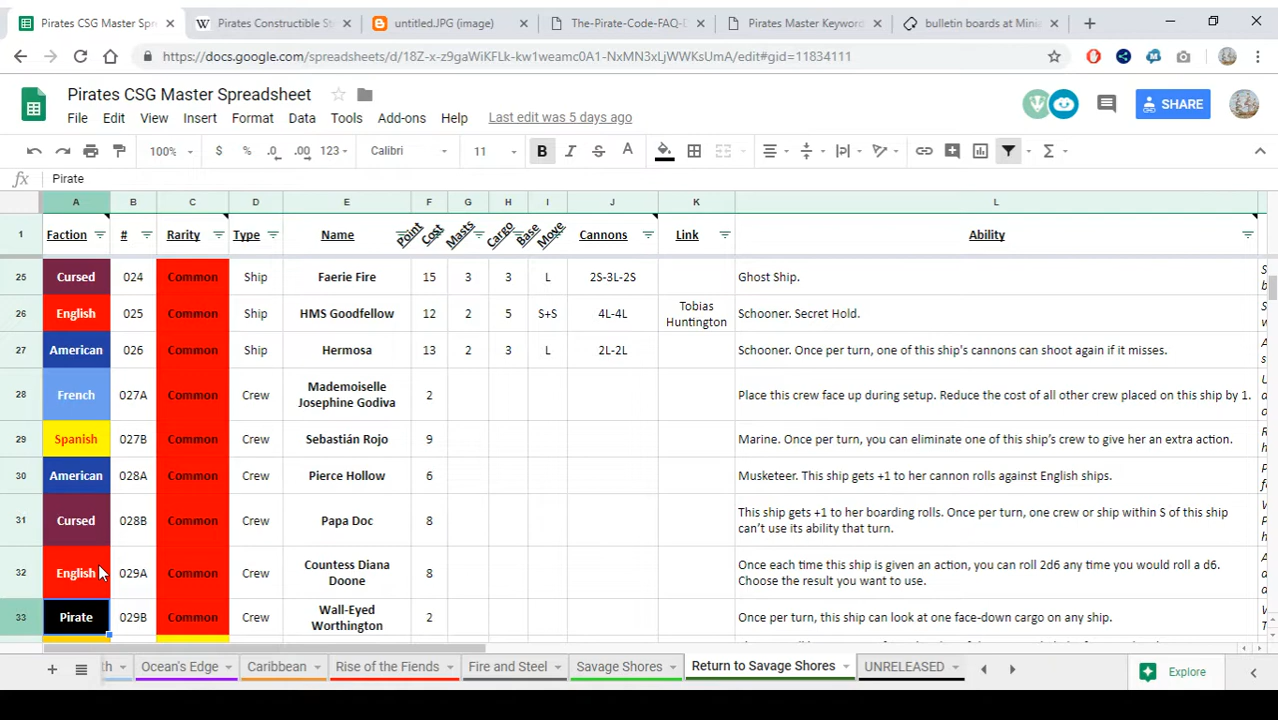 Pirates CSG Master Spr
Pirates Constructible St
untitled.JPG (image)
The-Pirate-Code-FAQ-
Pirates Master Keyword
bulletin boards at Mini
https://docs.google.com/spreadsheets/d/18Z-x-z9gaWiKFLk-kw1weamc0A1-NxMN3xLjWWKsUmA/edit#gid=11834111
Pirates CSG Master Spreadsheet
File Edit View Insert Format Data Tools Add-ons Help Last edit was 5 days ago
SHARE
100% $ % .0 .00 123 Calibri 11 B I S A
fx Pirate
A B C D E F G H I J K L
1 Faction # Rarity Type Name Point Cost Masts Cargo Base Move Cannons Link Ability
25 Cursed 024 Common Ship Faerie Fire 15 3 3 L 2S-3L-2S Ghost Ship.
26 English 025 Common Ship HMS Goodfellow 12 2 5 S+S 4L-4L Tobias Huntington Schooner. Secret Hold.
27 American 026 Common Ship Hermosa 13 2 3 L 2L-2L Schooner. Once per turn, one of this ship's cannons can shoot again if it misses.
28 French 027A Common Crew Mademoiselle Josephine Godiva 2 Place this crew face up during setup. Reduce the cost of all other crew placed on this ship by 1.
29 Spanish 027B Common Crew Sebastián Rojo 9 Marine. Once per turn, you can eliminate one of this ship's crew to give her an extra action.
30 American 028A Common Crew Pierce Hollow 6 Musketeer. This ship gets +1 to her cannon rolls against English ships.
31 Cursed 028B Common Crew Papa Doc 8 This ship gets +1 to her boarding rolls. Once per turn, one crew or ship within S of this ship
can't use its ability that turn.
32 English 029A Common Crew Countess Diana Doone 8 Once each time this ship is given an action, you can roll 2d6 any time you would roll a d6.
Choose the result you want to use.
33 Pirate 029B Common Crew Wall-Eyed Worthington 2 Once per turn, this ship can look at one face-down cargo on any ship.
th Ocean's Edge Caribbean Rise of the Fiends Fire and Steel Savage Shores Return to Savage Shores UNRELEASED Explore